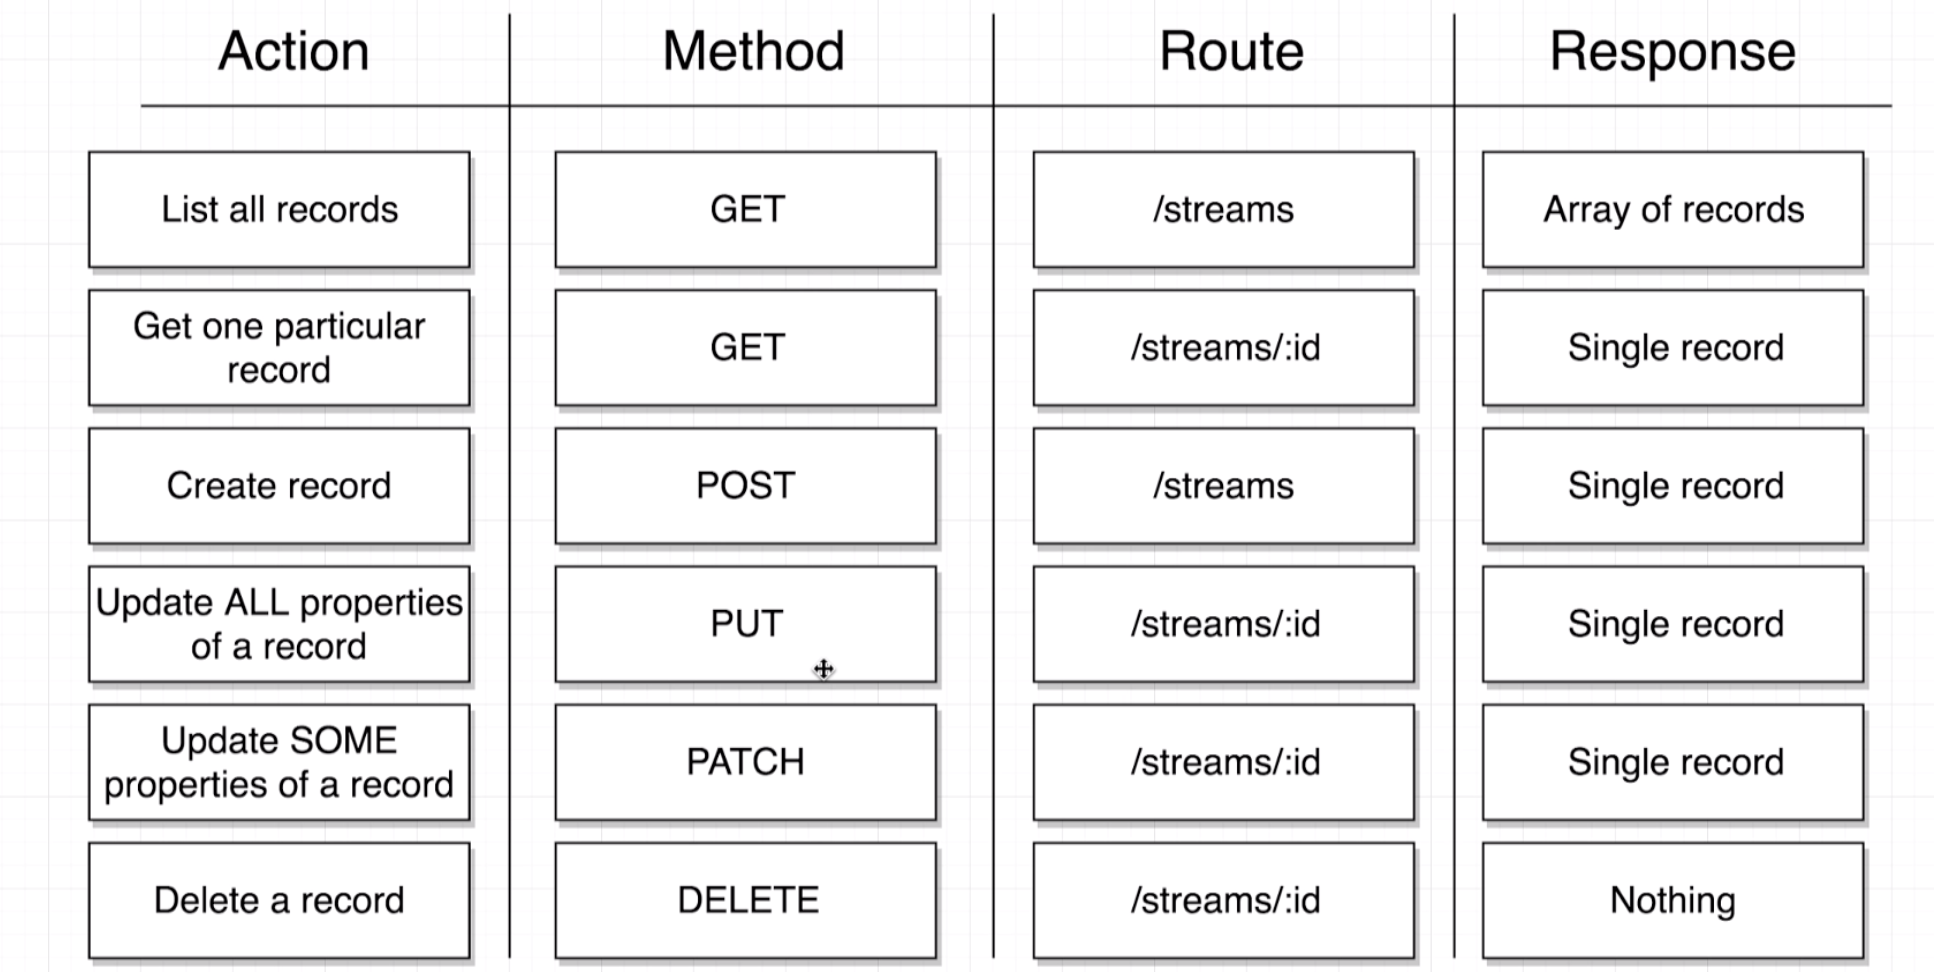 Action Method Route Response
List all records GET /streams Array of records
Get one particular
record GET /streams/:id Single record
Create record POST /streams Single record
Update ALL properties
of a record PUT /streams/:id Single record
Update SOME
properties of a record PATCH /streams/:id Single record
Delete a record DELETE /streams/:id Nothing